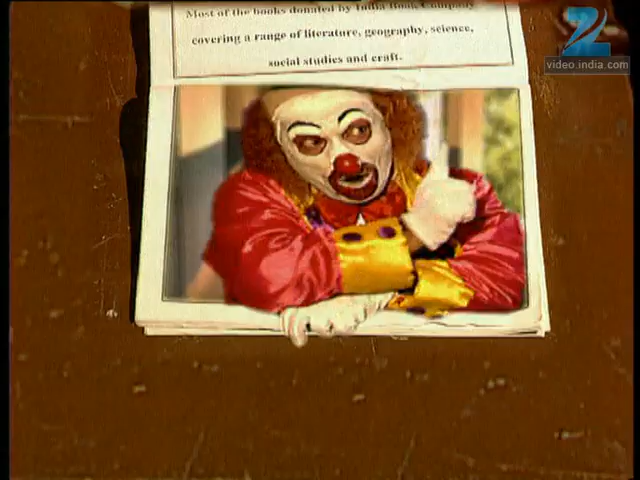 Most of the books donated by India Book Company
covering a range of literature, geography, science,
social studies and craft.
video.india.com